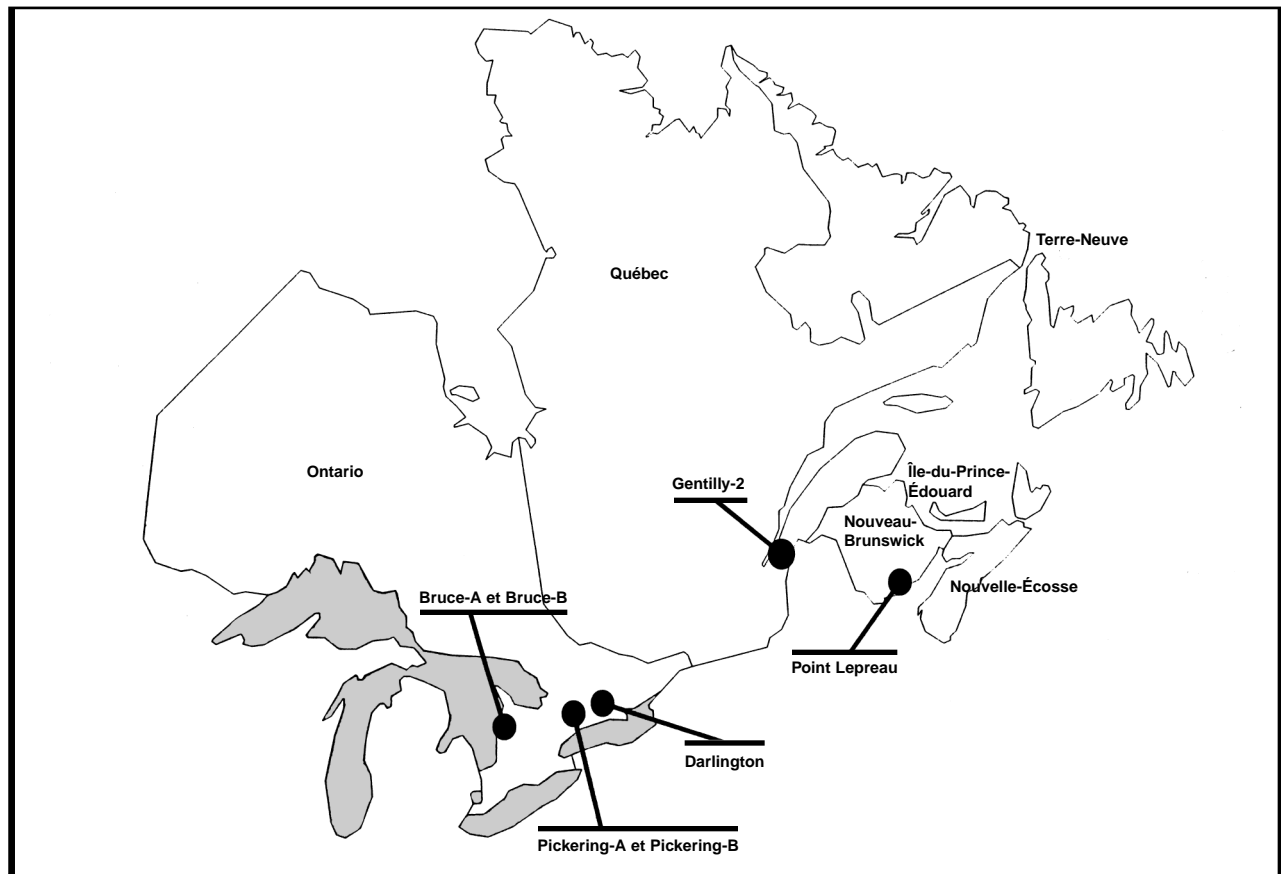 Terre-Neuve
Québec
Ontario
Île-du-Prince-
Édouard
Gentilly-2
Nouveau-
Brunswick
Nouvelle-Écosse
Bruce-A et Bruce-B
Point Lepreau
Darlington
Pickering-A et Pickering-B